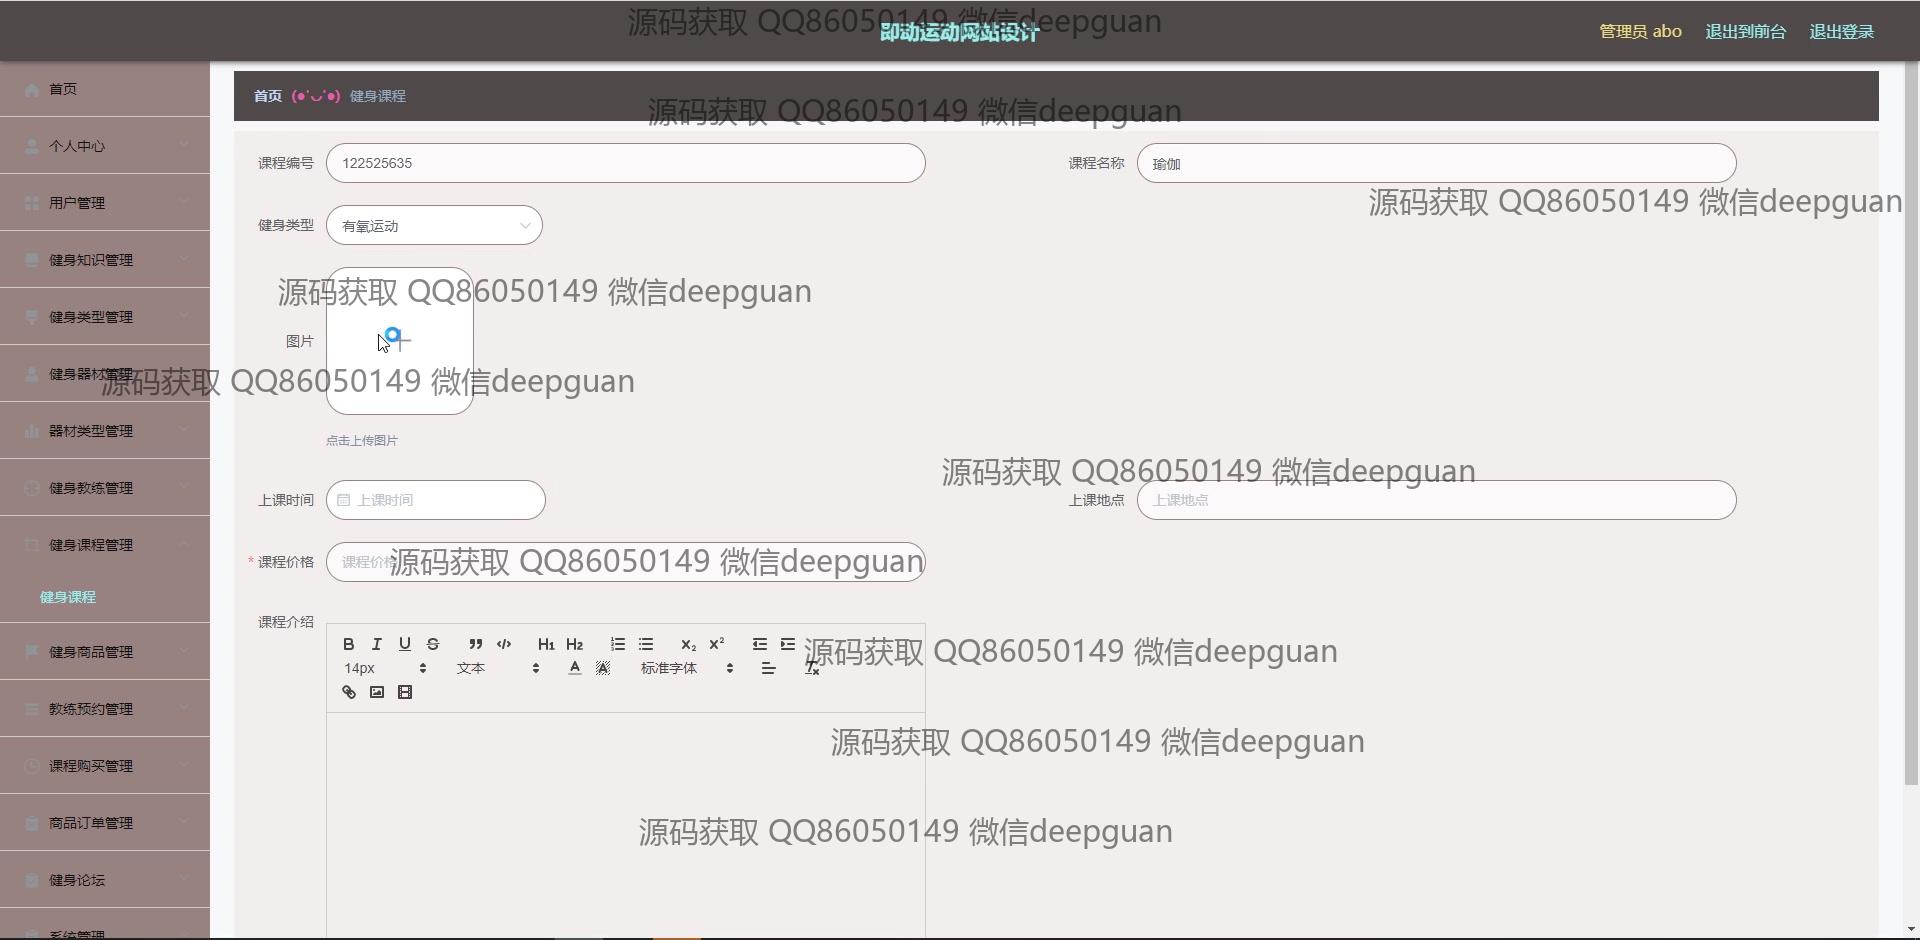 源码获取 QQ86050149 微信deepguan
即动运动网站设计
管理员 abo
退出到前台
退出登录
首页
个人中心
用户管理
健身知识管理
健身类型管理
健身器材管理
器材类型管理
健身教练管理
健身课程管理
健身课程
健身商品管理
教练预约管理
课程购买管理
商品订单管理
健身论坛
系统管理
首页 (●'◡'●) 健身课程
源码获取 QQ86050149 微信deepguan
课程编号 122525635
课程名称 瑜伽
源码获取 QQ86050149 微信deepguan
健身类型 有氧运动
源码获取 QQ86050149 微信deepguan
图片
源码获取 QQ86050149 微信deepguan
点击上传图片
源码获取 QQ86050149 微信deepguan
上课时间 上课时间
上课地点 上课地点
* 课程价格 课程价格
源码获取 QQ86050149 微信deepguan
课程介绍
B I U S H1 H2 X2 X2
源码获取 QQ86050149 微信deepguan
14px 文本 A A 标准字体 Tx
源码获取 QQ86050149 微信deepguan
源码获取 QQ86050149 微信deepguan